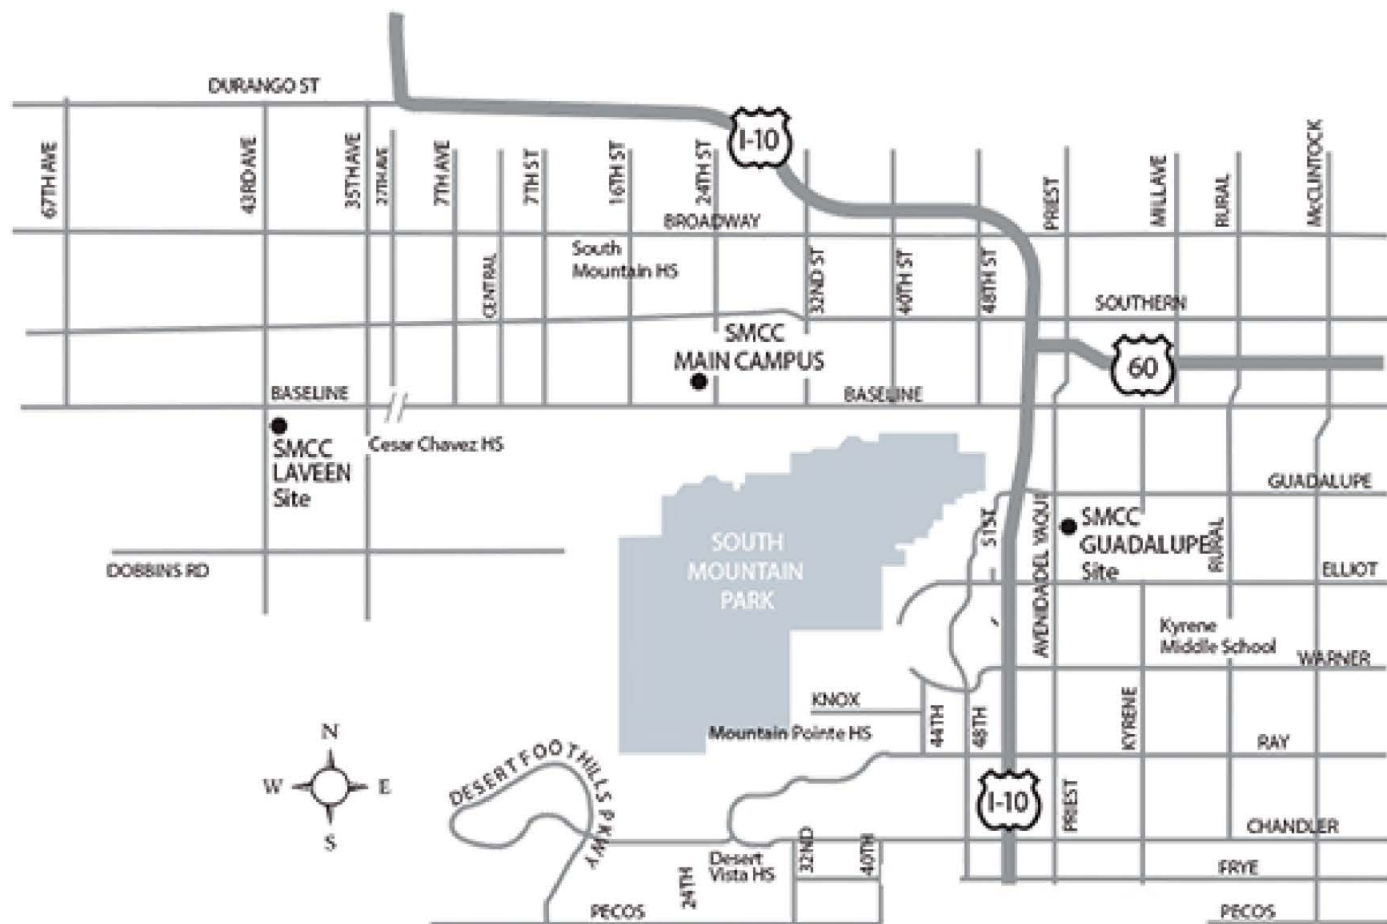 DURANGO ST
I-10
67TH AVE
43RD AVE
35TH AVE
27TH AVE
7TH AVE
7TH ST
16TH ST
24TH ST
PRIEST
MILL AVE
RURAL
McCLINTOCK
BROADWAY
South
Mountain HS
CENTRAL
32ND ST
40TH ST
48TH ST
SOUTHERN
SMCC
MAIN CAMPUS
60
BASELINE
BASELINE
SMCC
LAVEEN
Site
Cesar Chavez HS
GUADALUPE
51ST
AVENIDA DEL YAQUI
SMCC
GUADALUPE
Site
RURAL
SOUTH
MOUNTAIN
PARK
DOBBINS RD
ELLIOT
Kyrene
Middle School
WARNER
KNOX
44TH
48TH
KYRENE
Mountain Pointe HS
RAY
N
W E
S
DESERT FOOTHILLS PKWY
I-10
PRIEST
CHANDLER
Desert
Vista HS
32ND
40TH
24TH
FRYE
PECOS
PECOS